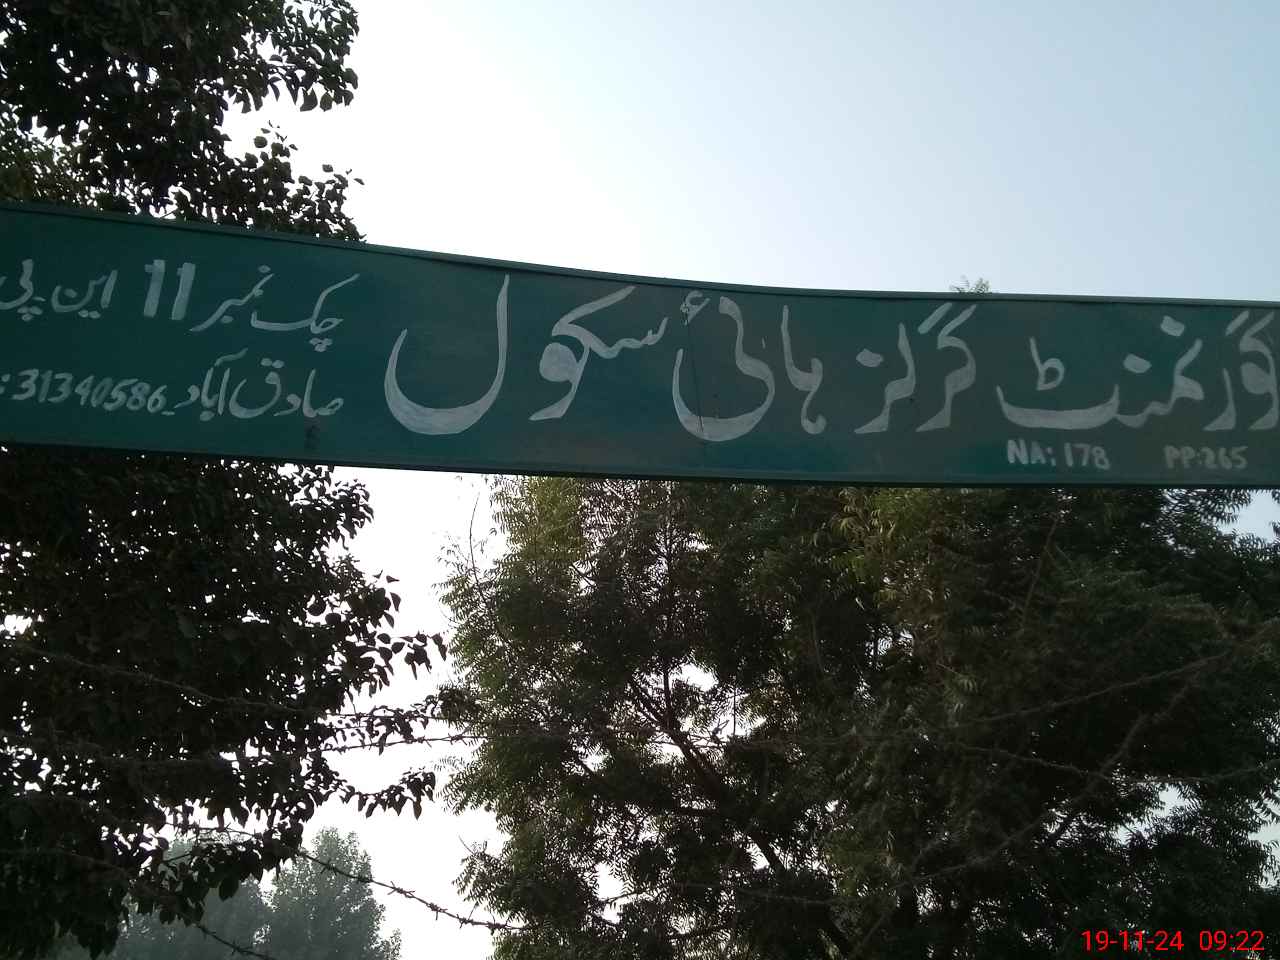 گورنمنٹ گرلز ہائی سکول
NA: 178 PP: 265
چک نمبر 11 این پی
صادق آباد۔ 31340586:
19-11-24 09:22